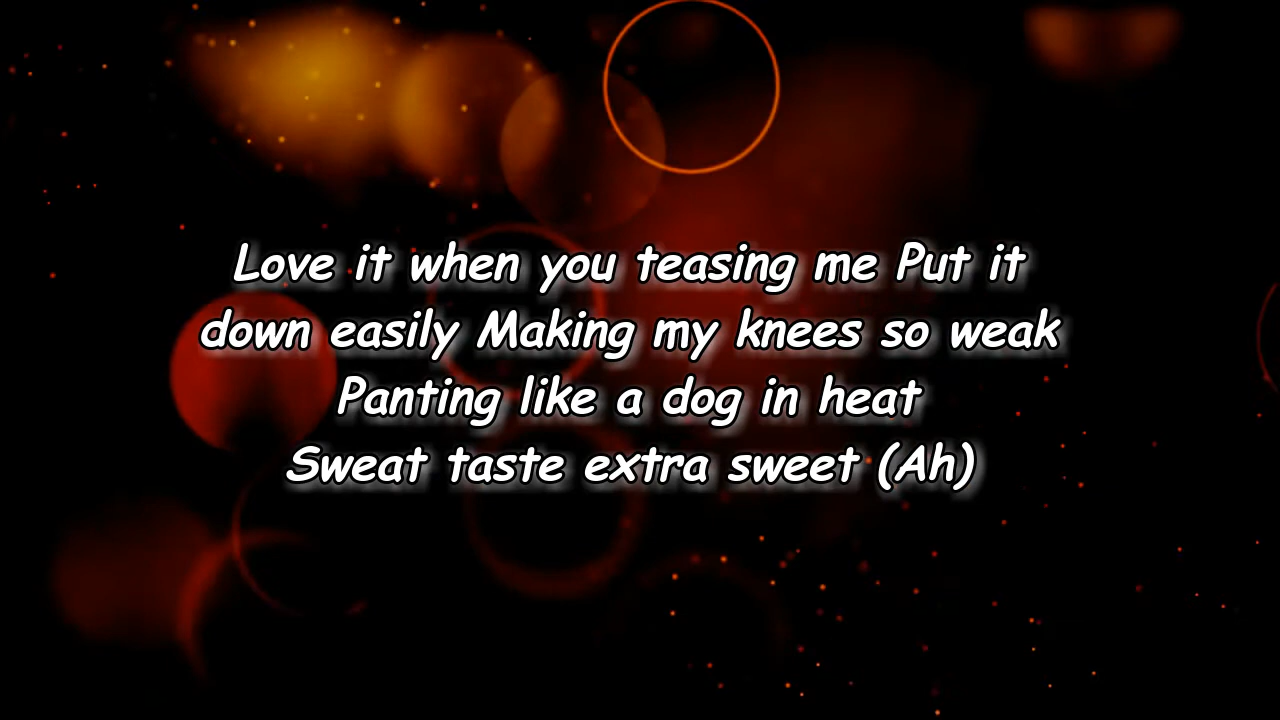 Love it when you teasing me Put it
down easily Making my knees so weak
Panting like a dog in heat
Sweat taste extra sweet (Ah)